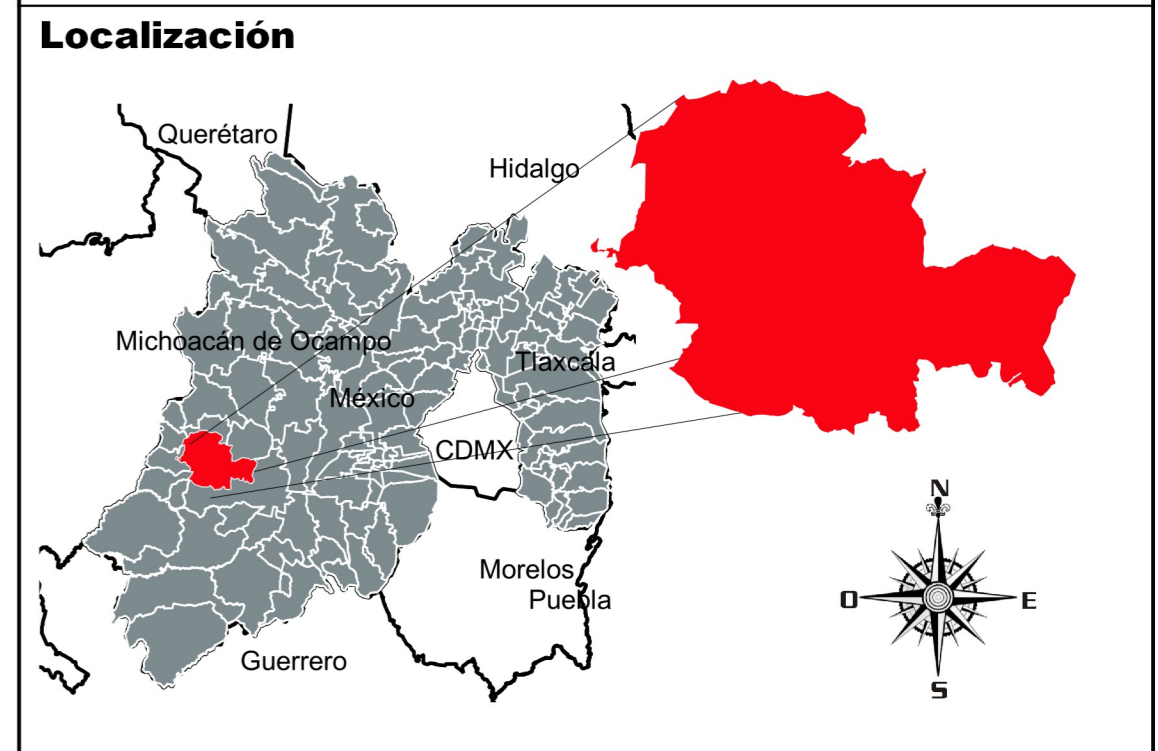 Localización
Querétaro
Hidalgo
Michoacán de Ocampo
Tlaxcala
México
CDMX
Morelos
Puebla
Guerrero
N
O
E
S